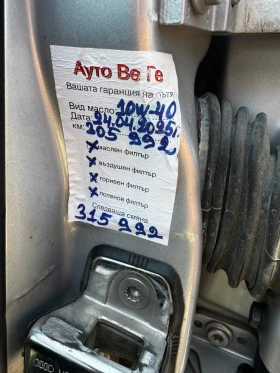 Ауто Ве Ге
Вашата гаранция на пътя
Вид масло: 10W-40
Дата: 24.04.2025г.
км: 305 992
х маслен филтър
х въздушен филтър
х горивен филтър
х поленов филтър
Следваща смяна
315 992